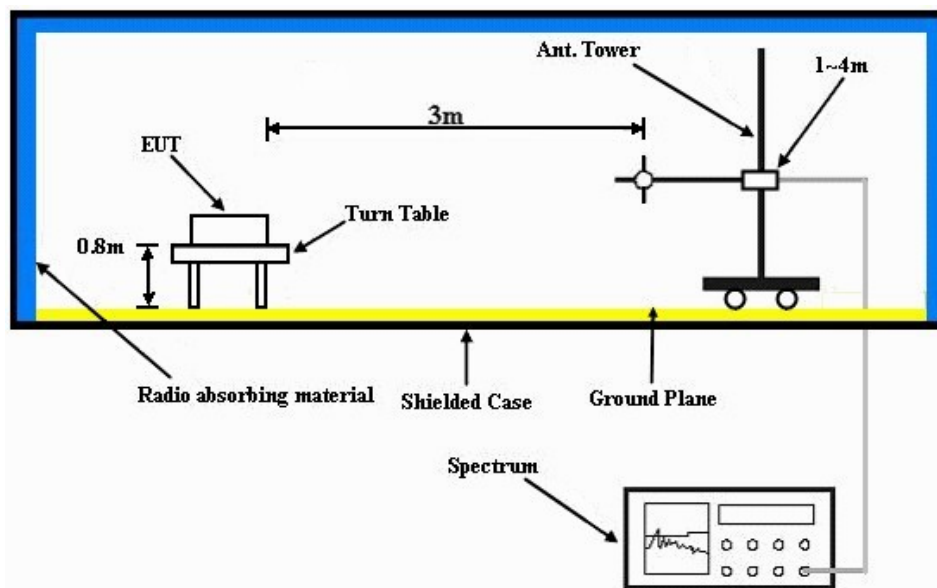 Ant. Tower
1~4m
3m
EUT
Turn Table
0.8m
Radio absorbing material
Shielded Case
Ground Plane
Spectrum